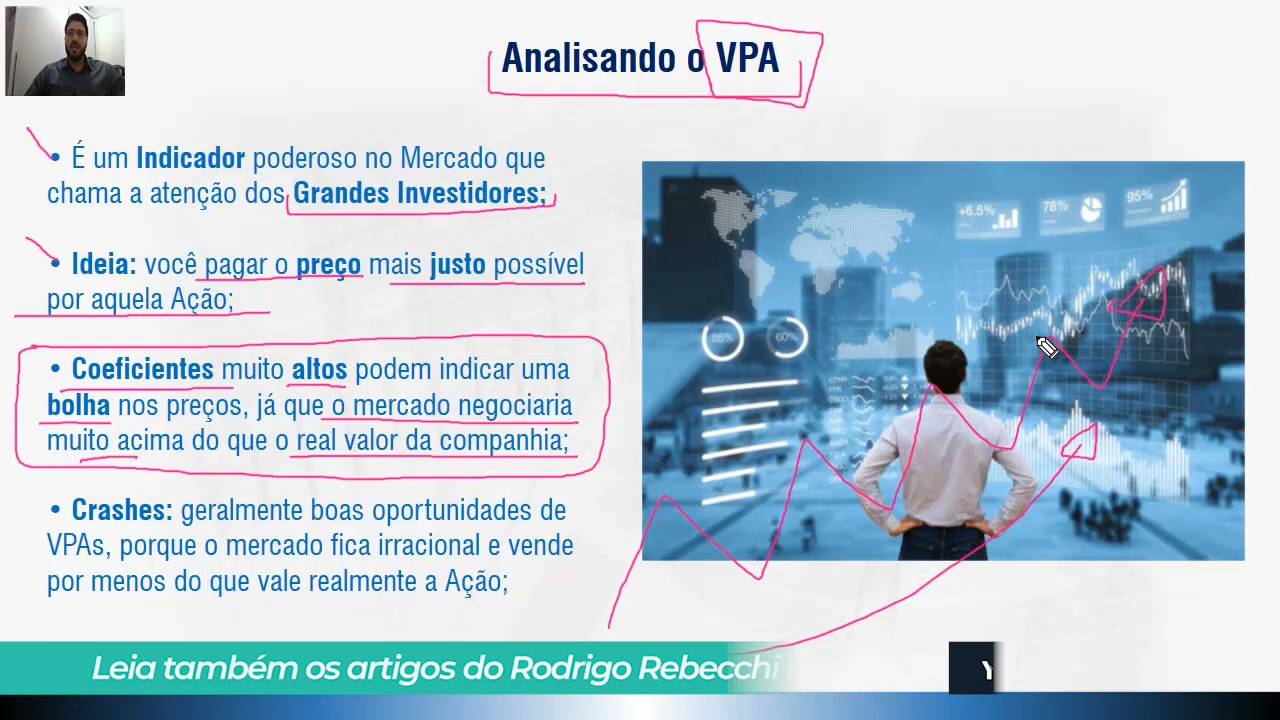 Analisando o VPA
• É um Indicador poderoso no Mercado que
chama a atenção dos Grandes Investidores;
• Ideia: você pagar o preço mais justo possível
por aquela Ação;
• Coeficientes muito altos podem indicar uma
bolha nos preços, já que o mercado negociaria
muito acima do que o real valor da companhia;
• Crashes: geralmente boas oportunidades de
VPAs, porque o mercado fica irracional e vende
por menos do que vale realmente a Ação;
+6.5%
78%
95%
85%
60%
Leia também os artigos do Rodrigo Rebecchi
Y